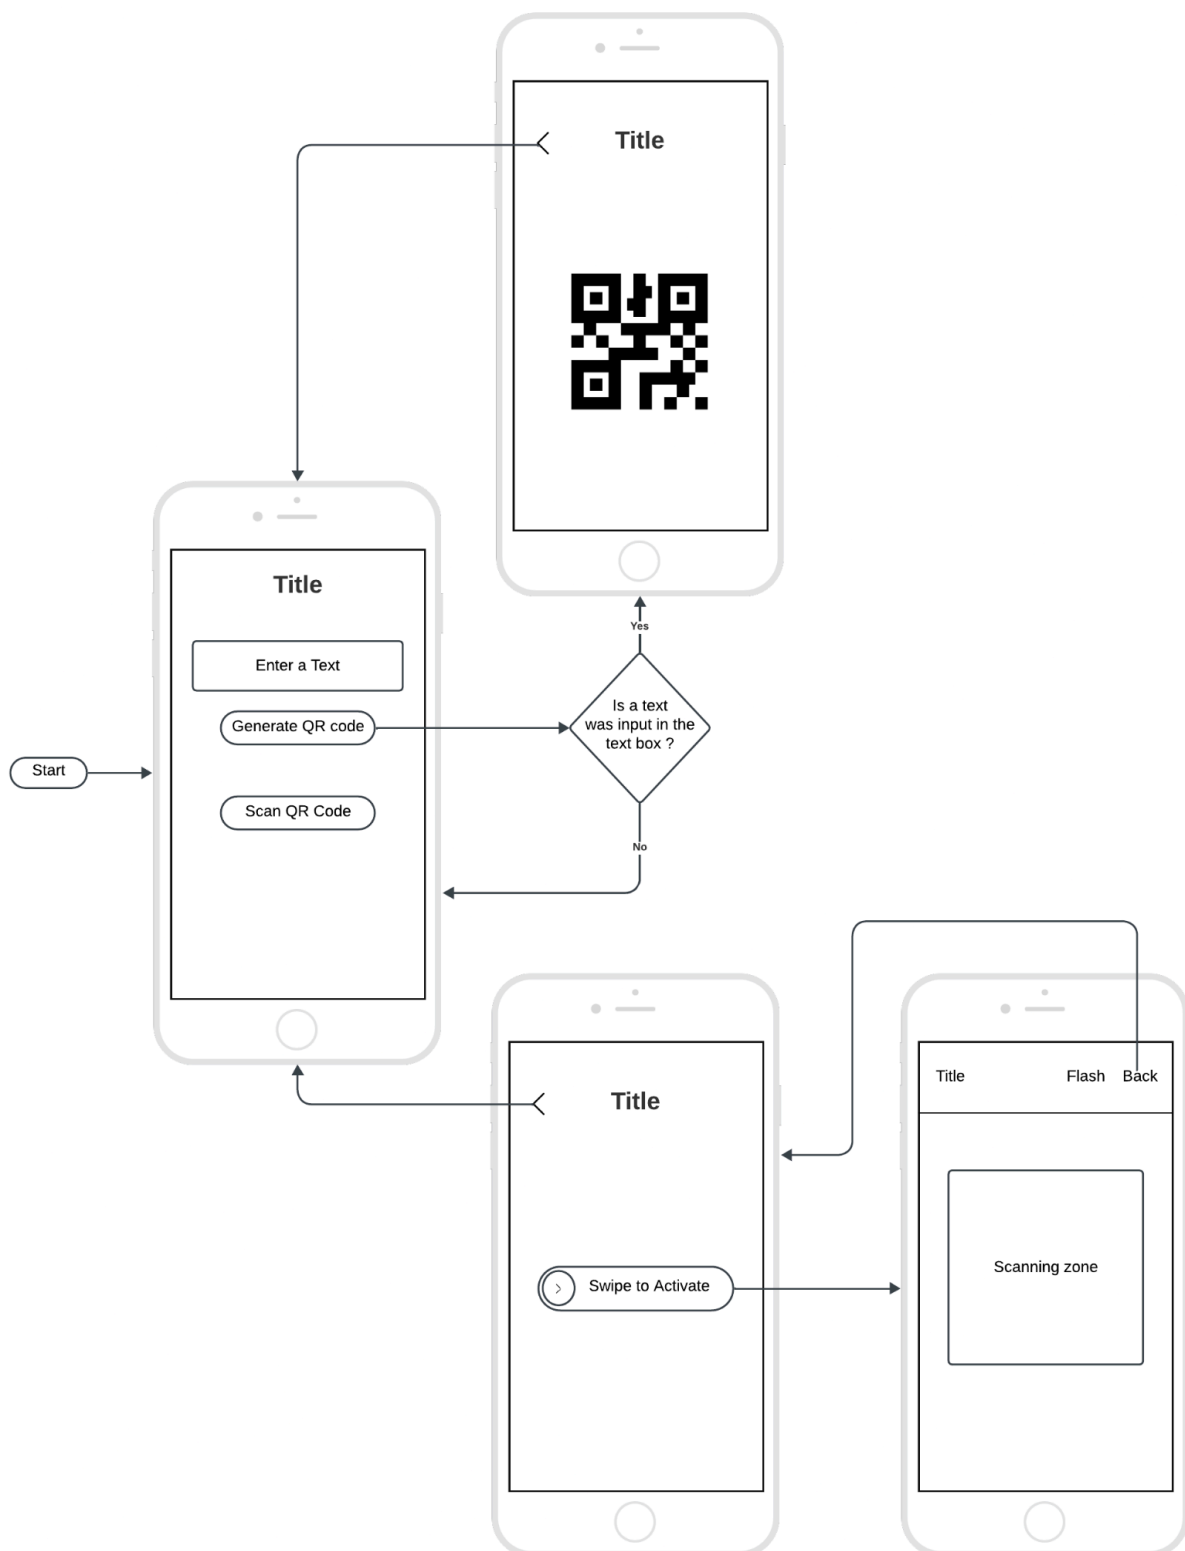 Title
Yes
Title
Enter a Text
Generate QR code
Is a text
was input in the
text box ?
Start
Scan QR Code
No
Title
Swipe to Activate
Title
Flash
Back
Scanning zone